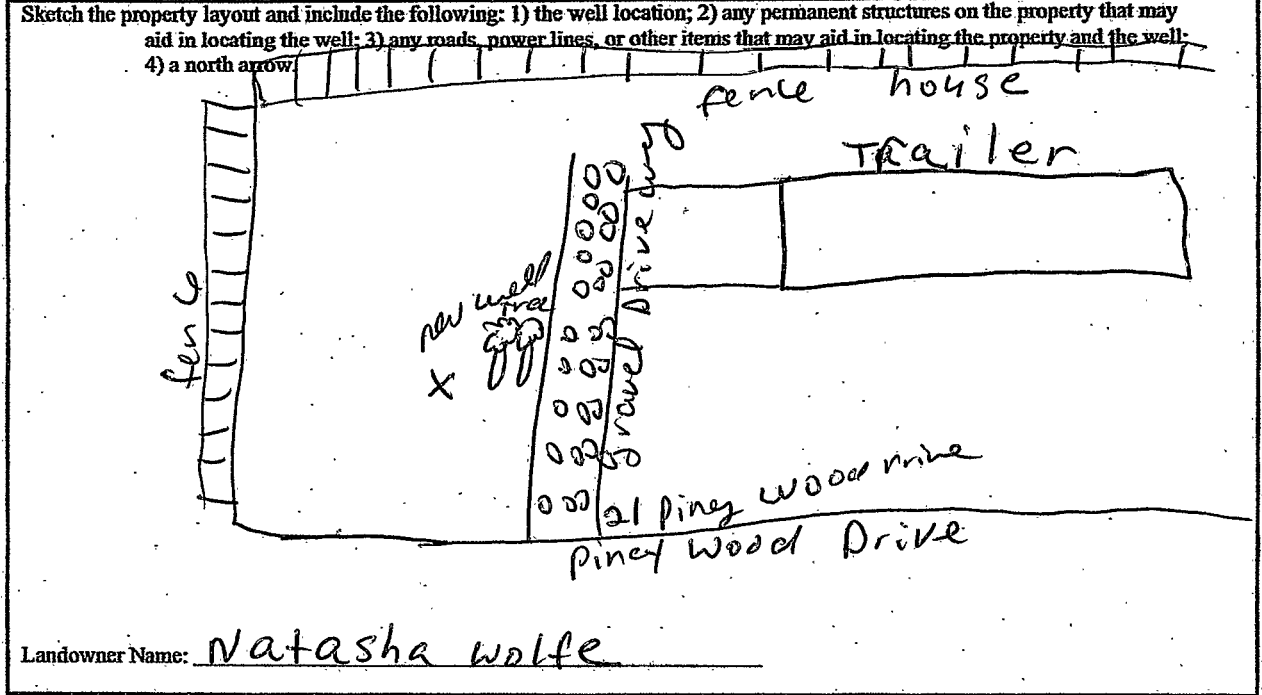 Sketch the property layout and include the following: 1) the well location; 2) any permanent structures on the property that may
aid in locating the well; 3) any roads, power lines, or other items that may aid in locating the property and the well;
4) a north arrow.
fence house
Trailer
Gravel Driveway
new well
tree
X
fence
21 Piney Wood Drive
Piney Wood Drive
Landowner Name: Natasha Wolfe